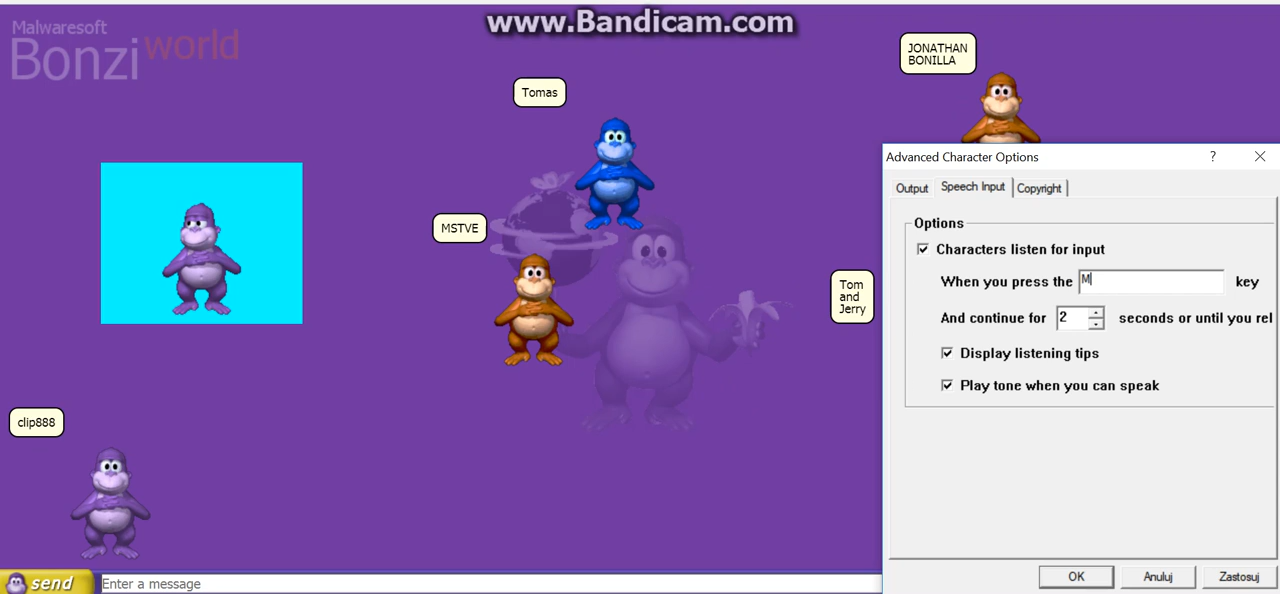 www.Bandicam.com
Malwaresoft
Bonzi world
JONATHAN
BONILLA
Tomas
MSTVE
Tom
and
Jerry
clip888
send
Enter a message
Advanced Character Options
?
Output
Speech Input
Copyright
Options
Characters listen for input
When you press the M key
And continue for 2 seconds or until you rel
Display listening tips
Play tone when you can speak
OK
Anuluj
Zastosuj